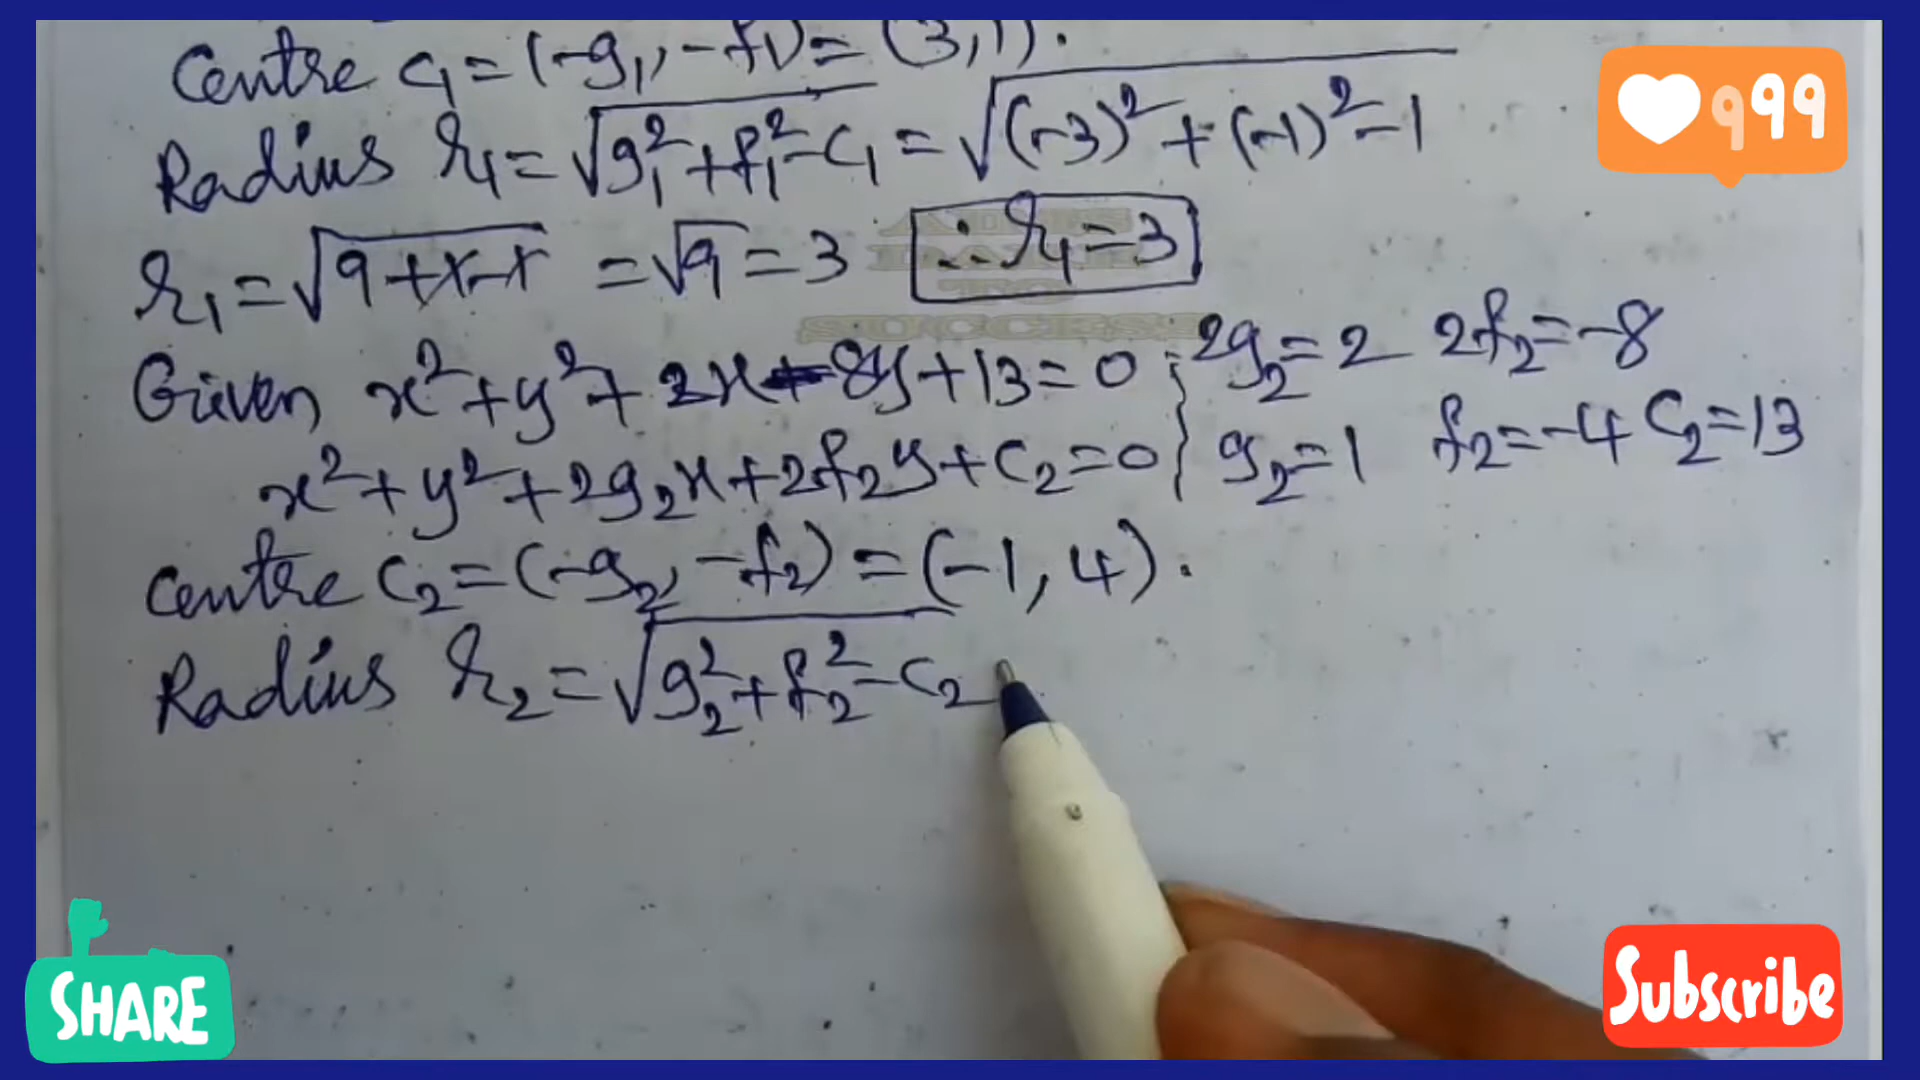 Centre C₁ = (-g₁, -f₁) = (3,1).
Radius r₁ = √(g₁²+f₁²-C₁) = √((-3)²+(-1)²-1)
r₁ = √(9+1-1) = √9 = 3 ∴ r₁ = 3
Given x²+y²+2x-8y+13=0 } 2g₂=2 2f₂=-8
x²+y²+2g₂x+2f₂y+C₂=0 } g₂=1 f₂=-4 C₂=13
Centre C₂ = (-g₂, -f₂) = (-1, 4).
Radius r₂ = √(g₂²+f₂²-C₂)
999
SHARE
Subscribe